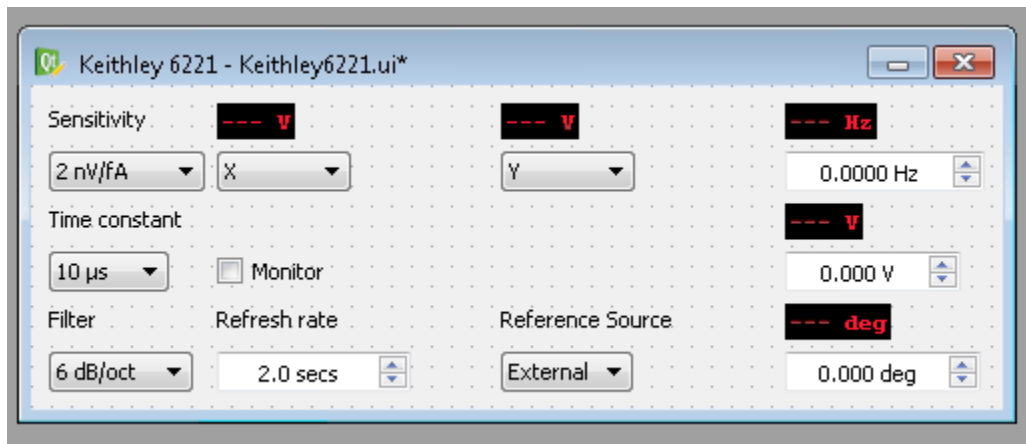 Keithley 6221 - Keithley6221.ui*
Sensitivity --- V --- V --- Hz
2 nV/fA X Y 0.0000 Hz
Time constant --- V
10 µs Monitor 0.000 V
Filter Refresh rate Reference Source --- deg
6 dB/oct 2.0 secs External 0.000 deg